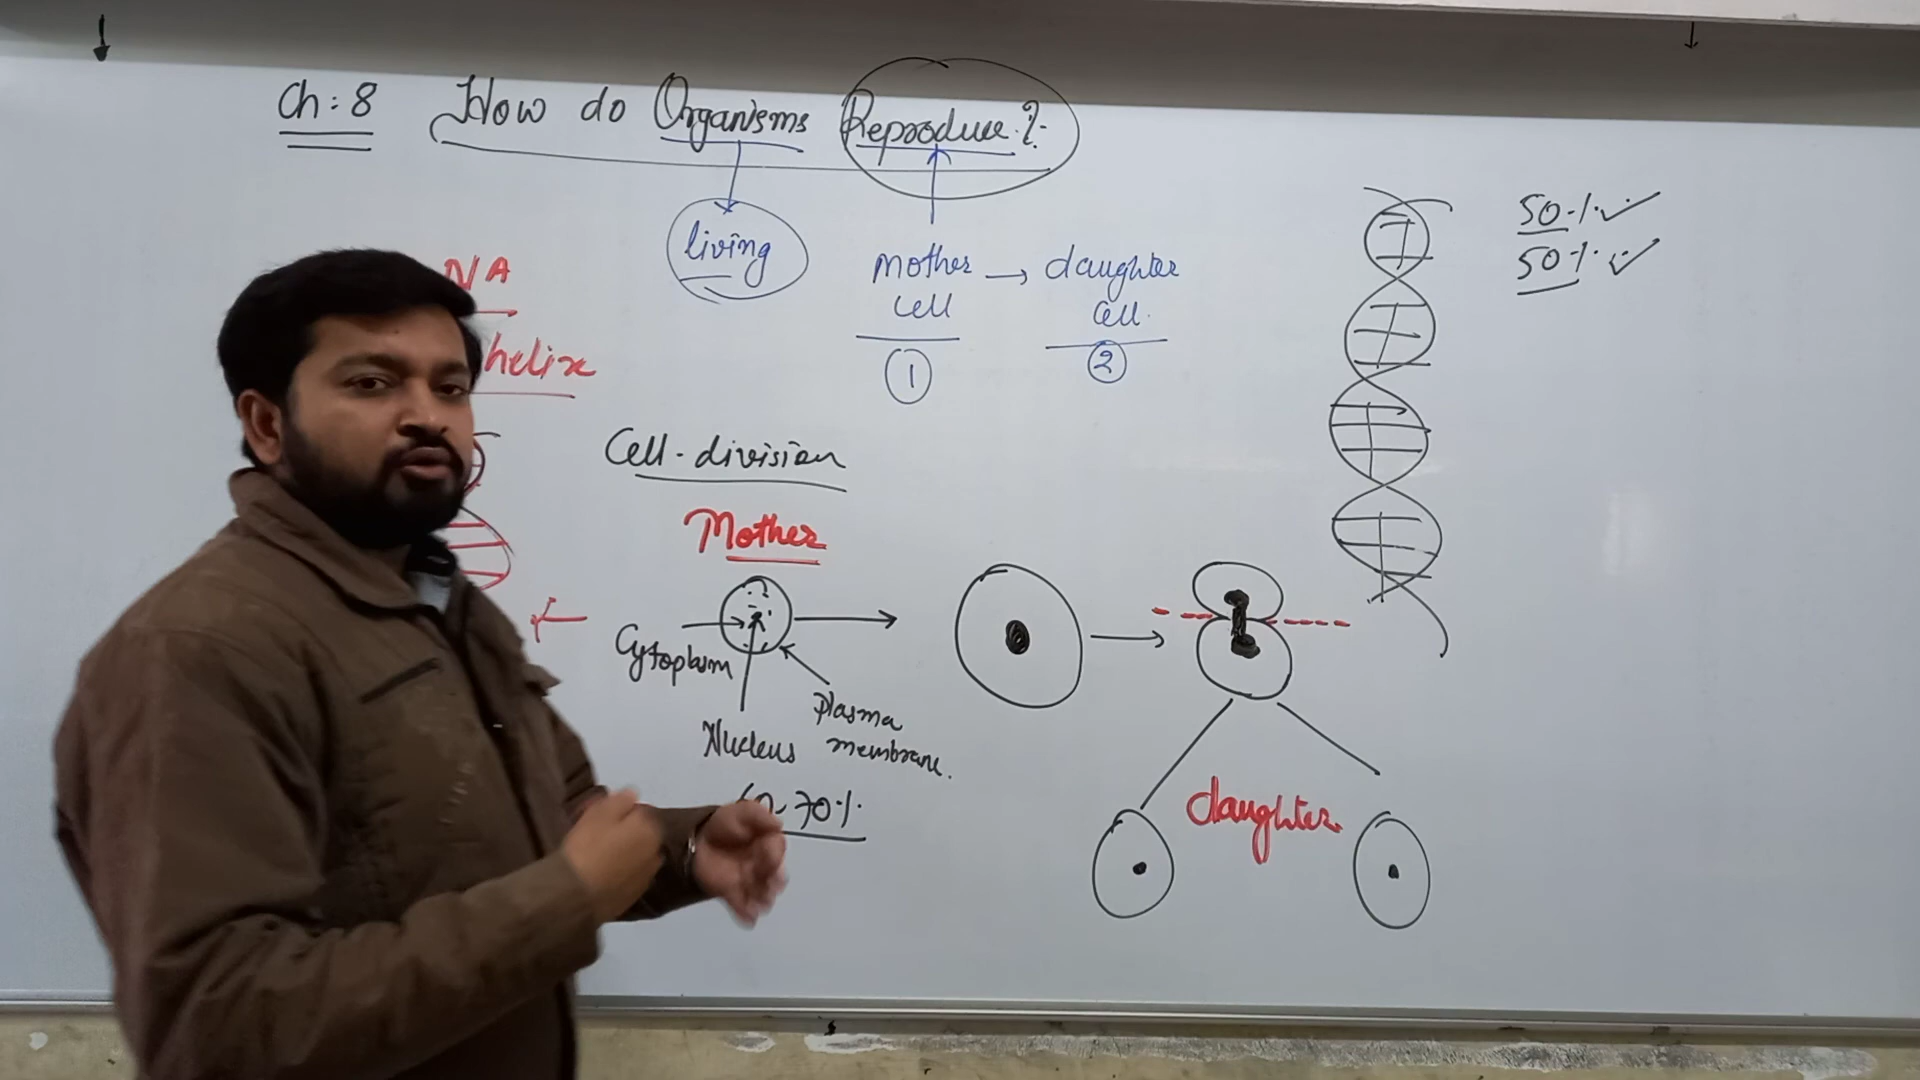 Ch: 8 How do Organisms Reproduce?
living
mother cell → daughter cell.
1 2
NA
helix
50%. ✓
50%. ✓
Cell-division
Mother
Cytoplasm
Nucleus
Plasma
membrane.
70%.
daughter.